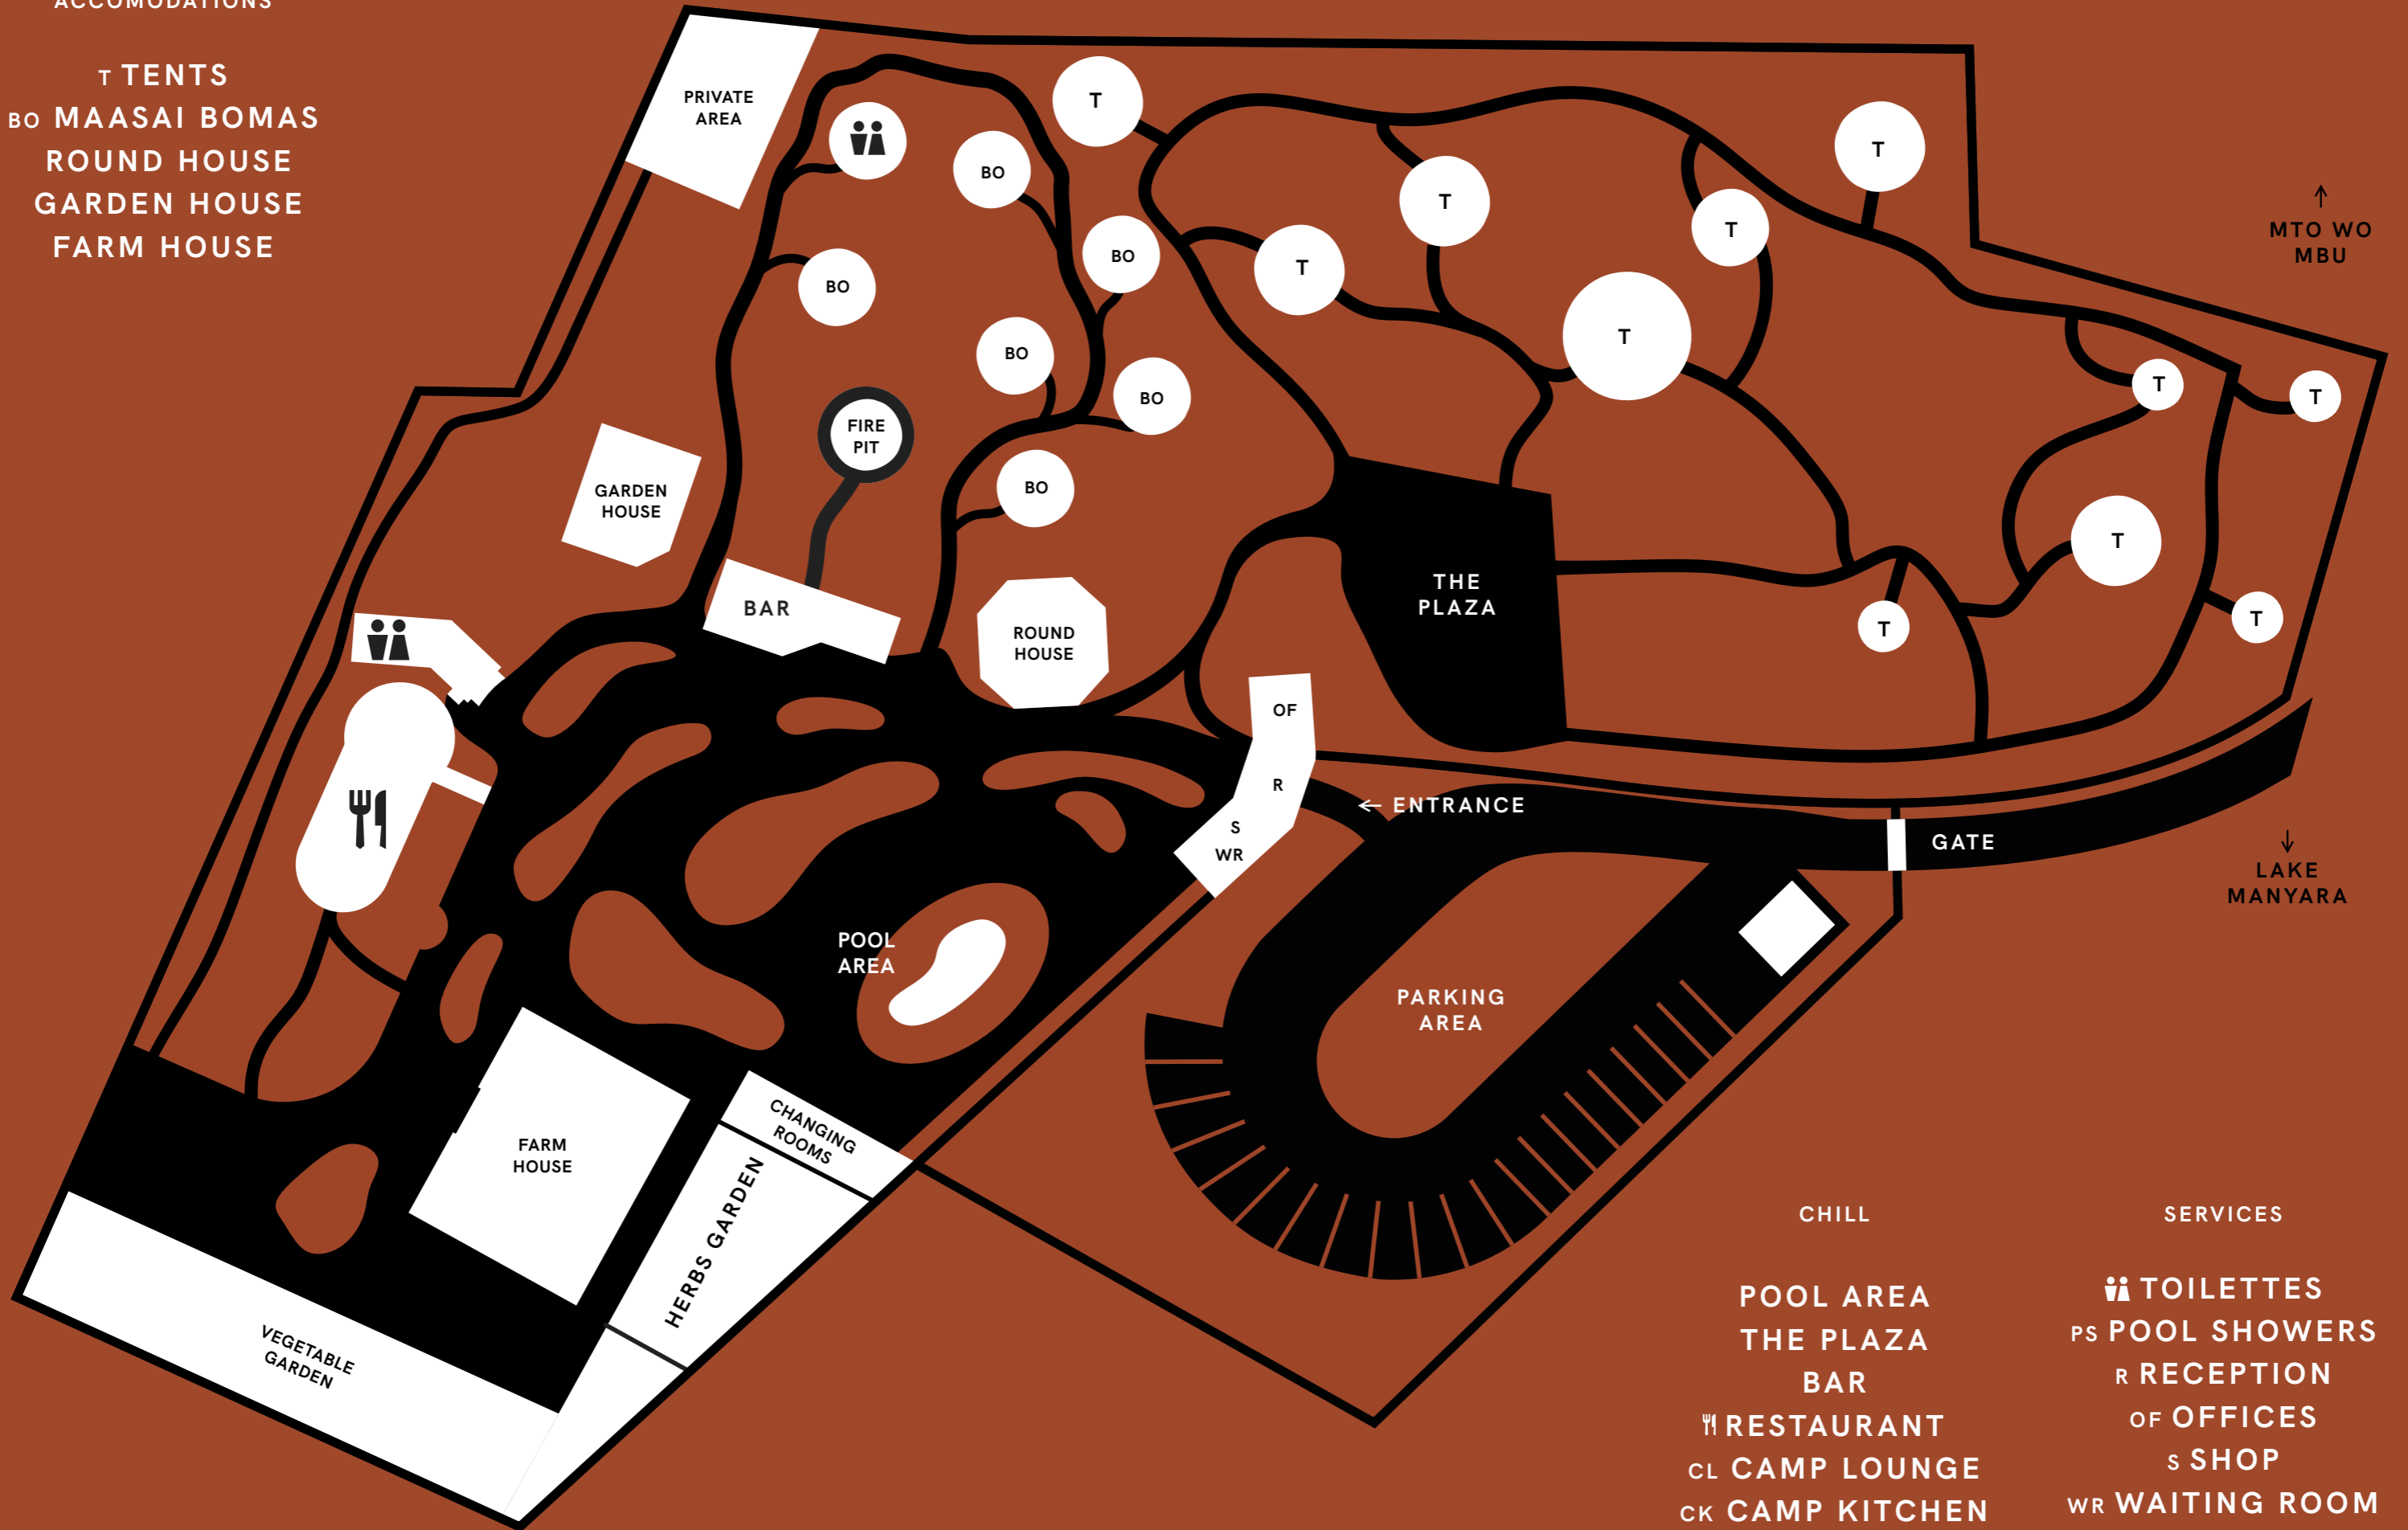 ACCOMODATIONS
T TENTS
BO MAASAI BOMAS
ROUND HOUSE
GARDEN HOUSE
FARM HOUSE
PRIVATE
AREA
T
BO
T
T
BO
T
T
BO
T
BO
T
BO
BO
FIRE
PIT
BO
GARDEN
HOUSE
T
T
T
T
T
BAR
ROUND
HOUSE
THE
PLAZA
↑
MTO WO
MBU
OF
R
S
WR
← ENTRANCE
GATE
↓
LAKE
MANYARA
POOL
AREA
PARKING
AREA
FARM
HOUSE
CHANGING
ROOMS
HERBS GARDEN
VEGETABLE
GARDEN
CHILL
POOL AREA
THE PLAZA
BAR
RESTAURANT
CL CAMP LOUNGE
CK CAMP KITCHEN
SERVICES
TOILETTES
PS POOL SHOWERS
R RECEPTION
OF OFFICES
S SHOP
WR WAITING ROOM